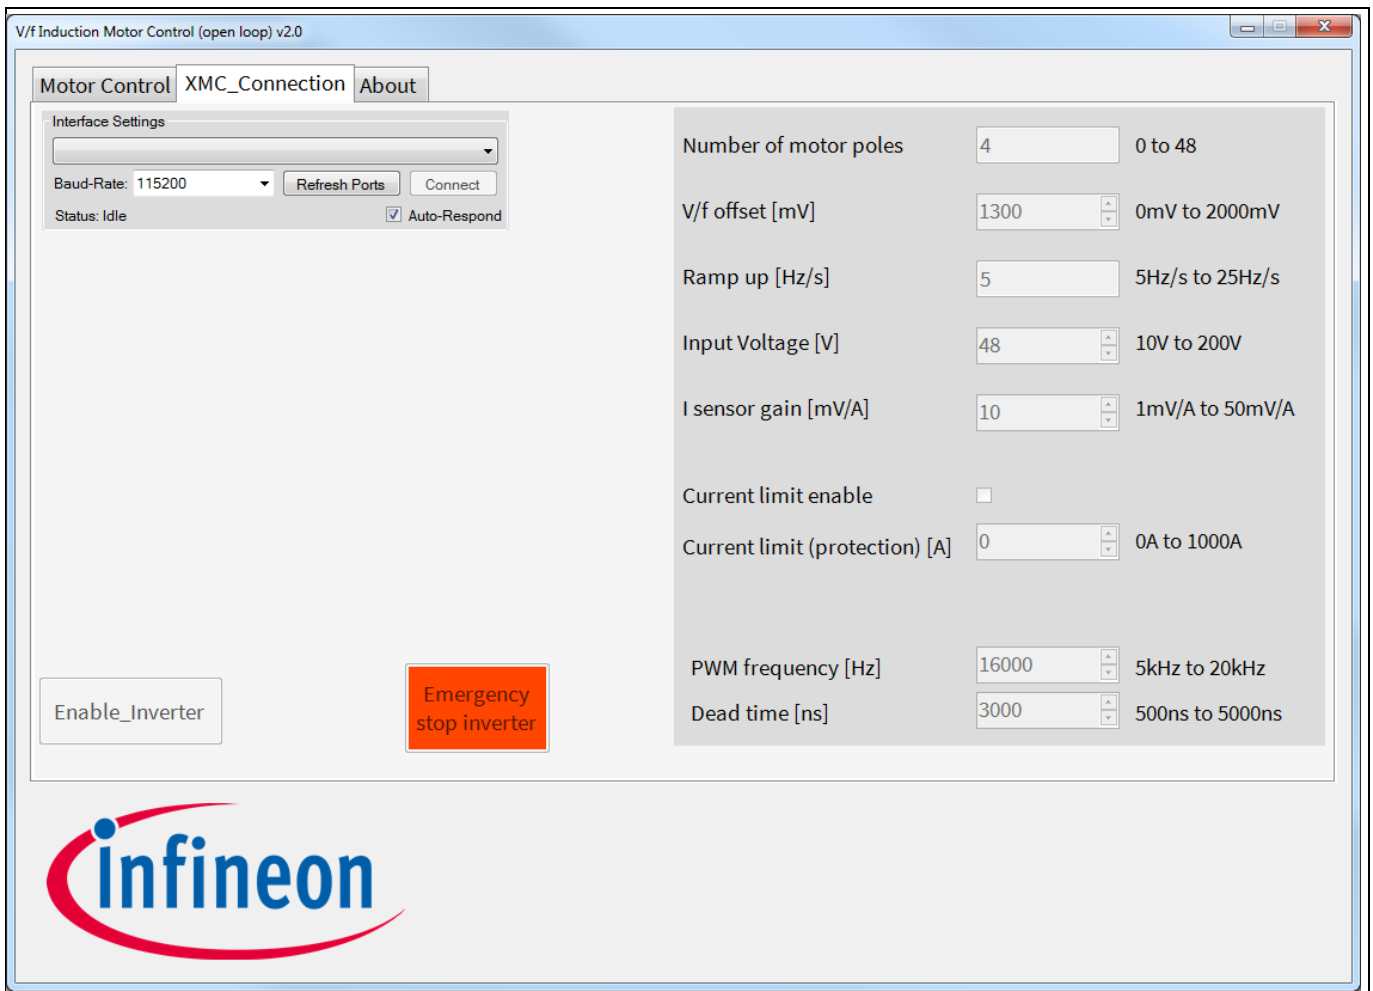 V/f Induction Motor Control (open loop) v2.0
Motor Control XMC_Connection About
Interface Settings
Baud-Rate: 115200 Refresh Ports Connect
Status: Idle Auto-Respond
Number of motor poles 4 0 to 48
V/f offset [mV] 1300 0mV to 2000mV
Ramp up [Hz/s] 5 5Hz/s to 25Hz/s
Input Voltage [V] 48 10V to 200V
I sensor gain [mV/A] 10 1mV/A to 50mV/A
Current limit enable
Current limit (protection) [A] 0 0A to 1000A
PWM frequency [Hz] 16000 5kHz to 20kHz
Dead time [ns] 3000 500ns to 5000ns
Enable_Inverter
Emergency
stop inverter
infineon